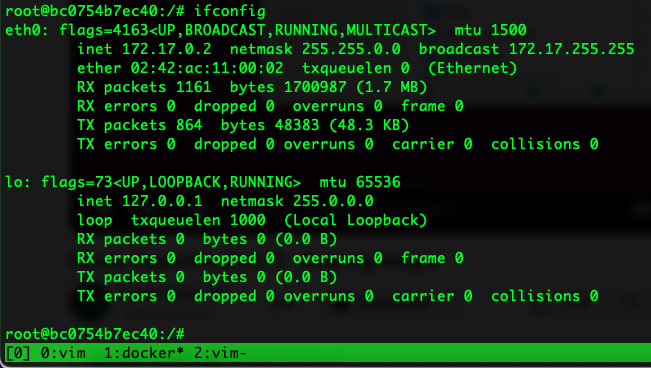 root@bc0754b7ec40:/# ifconfig
eth0: flags=4163<UP,BROADCAST,RUNNING,MULTICAST>  mtu 1500
        inet 172.17.0.2  netmask 255.255.0.0  broadcast 172.17.255.255
        ether 02:42:ac:11:00:02  txqueuelen 0  (Ethernet)
        RX packets 1161  bytes 1700987 (1.7 MB)
        RX errors 0  dropped 0  overruns 0  frame 0
        TX packets 864  bytes 48383 (48.3 KB)
        TX errors 0  dropped 0 overruns 0  carrier 0  collisions 0

lo: flags=73<UP,LOOPBACK,RUNNING>  mtu 65536
        inet 127.0.0.1  netmask 255.0.0.0
        loop  txqueuelen 1000  (Local Loopback)
        RX packets 0  bytes 0 (0.0 B)
        RX errors 0  dropped 0  overruns 0  frame 0
        TX packets 0  bytes 0 (0.0 B)
        TX errors 0  dropped 0 overruns 0  carrier 0  collisions 0

root@bc0754b7ec40:/#
[0] 0:vim  1:docker* 2:vim-